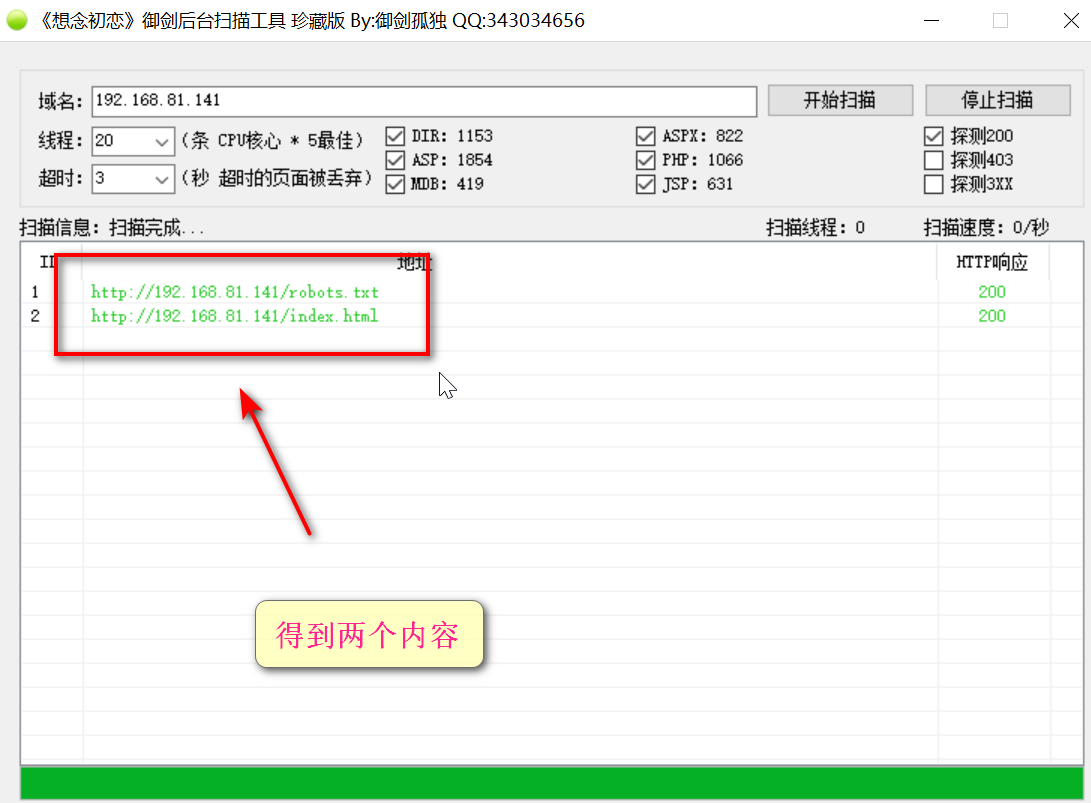 《想念初恋》御剑后台扫描工具 珍藏版 By:御剑孤独 QQ:343034656
域名: 192.168.81.141 开始扫描 停止扫描
线程: 20 (条 CPU核心 * 5最佳) DIR: 1153 ASPX: 822 探测200
ASP: 1854 PHP: 1066 探测403
超时: 3 (秒 超时的页面被丢弃) MDB: 419 JSP: 631 探测3XX
扫描信息: 扫描完成... 扫描线程: 0 扫描速度: 0/秒
地址 HTTP响应
1 http://192.168.81.141/robots.txt 200
2 http://192.168.81.141/index.html 200
得到两个内容